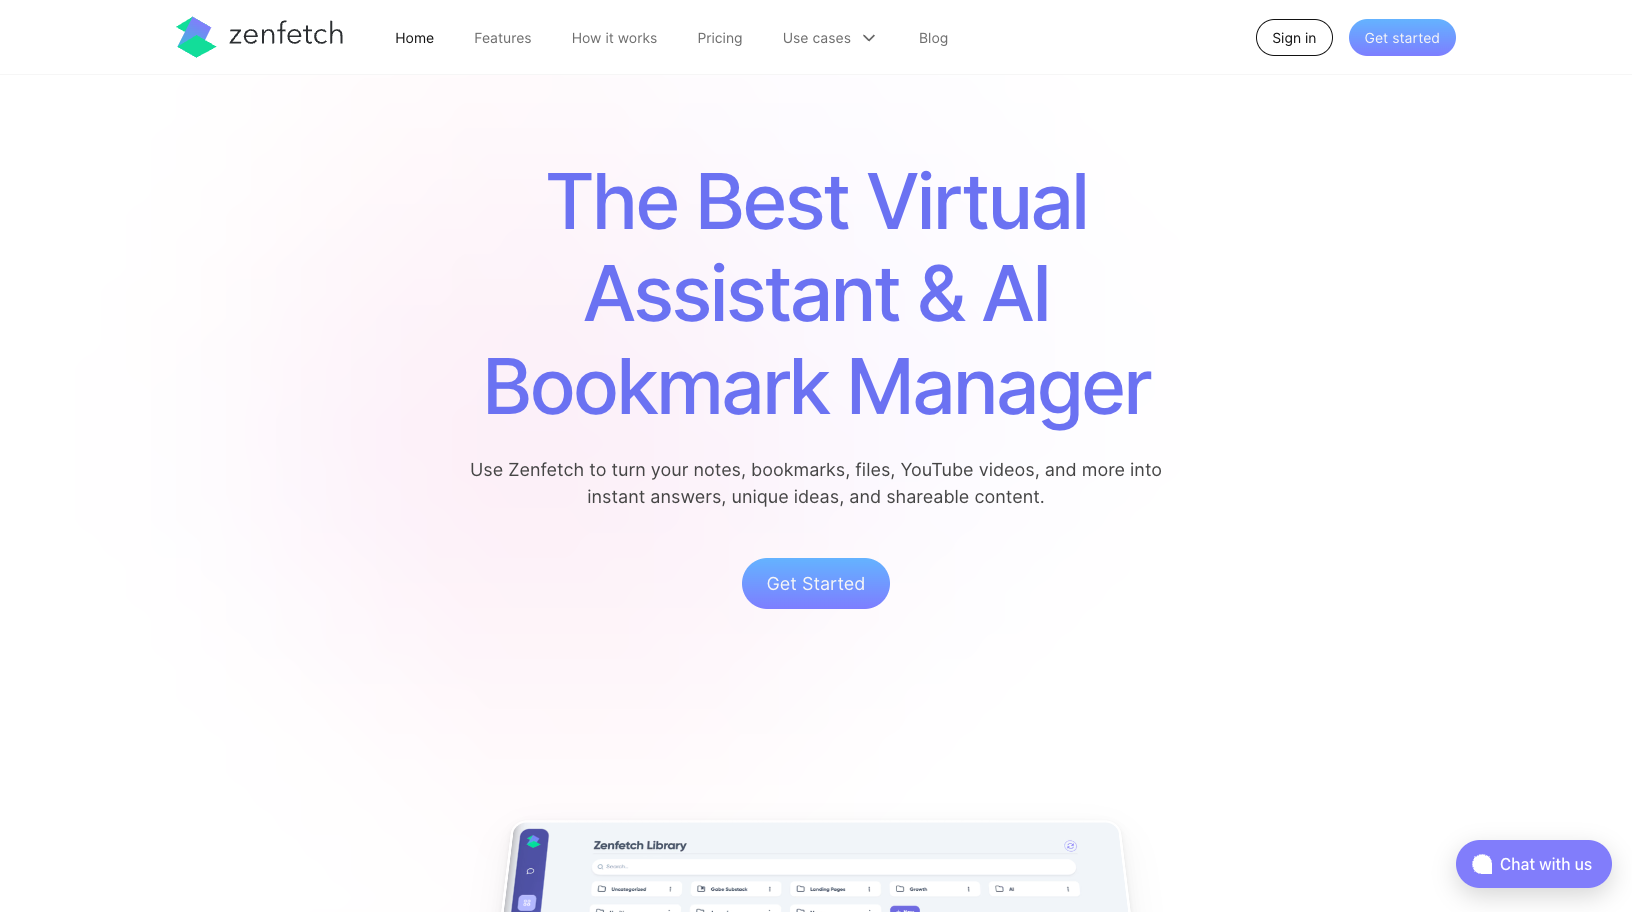 zenfetch
Home
Features
How it works
Pricing
Use cases
Blog
Sign in
Get started
The Best Virtual
Assistant & AI
Bookmark Manager
Use Zenfetch to turn your notes, bookmarks, files, YouTube videos, and more into
instant answers, unique ideas, and shareable content.
Get Started
Zenfetch Library
Search...
Uncategorized
Gabe Substack
Landing Pages
Growth
AI
Chat with us